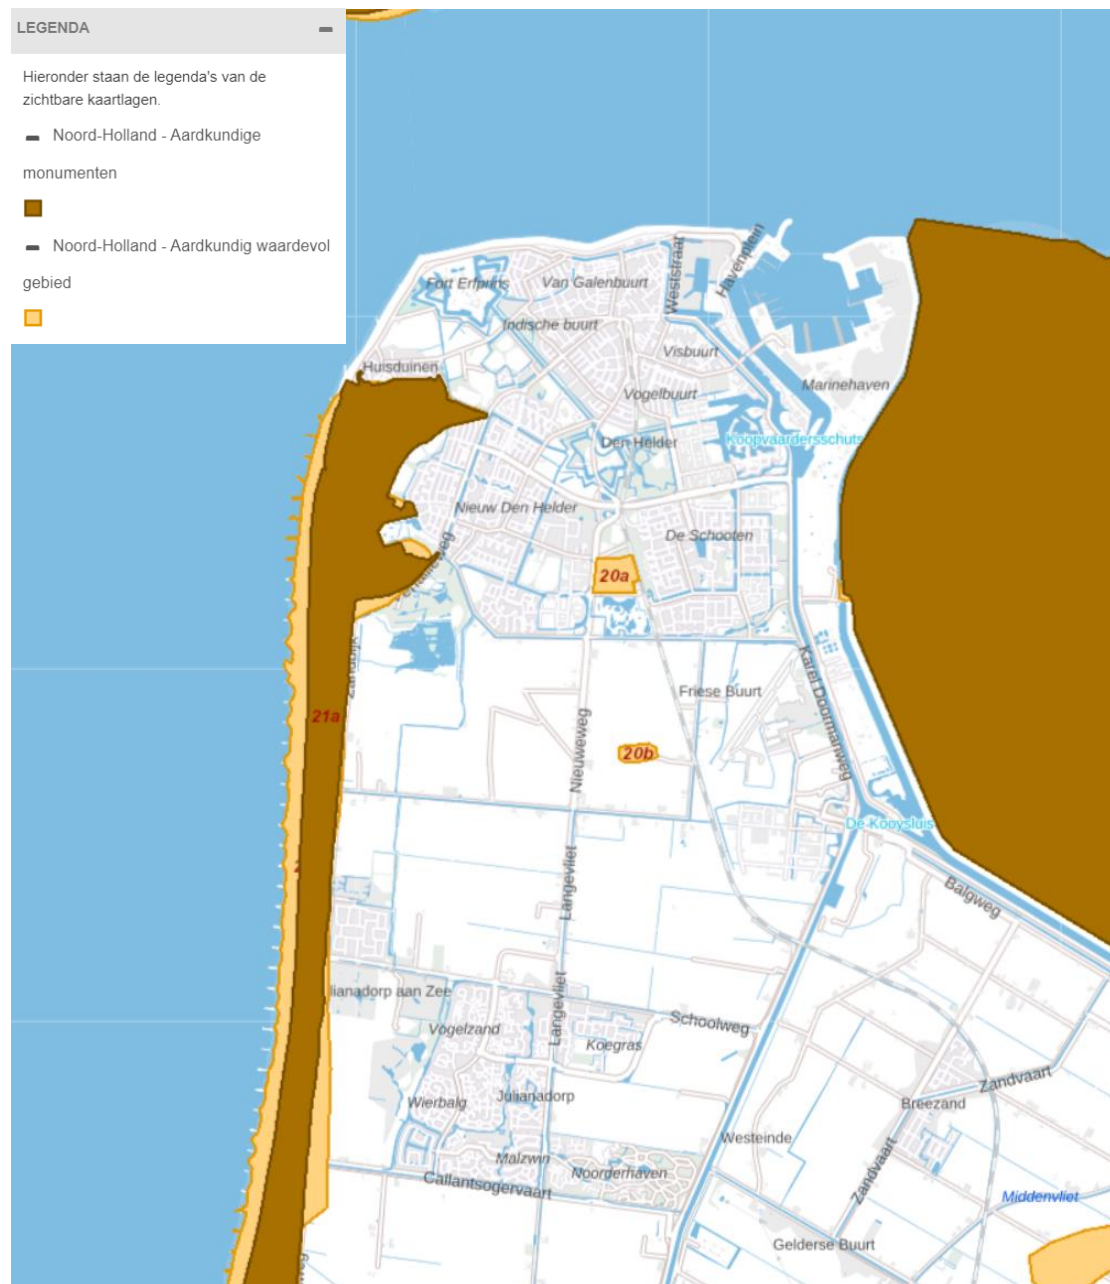 LEGENDA
Hieronder staan de legenda's van de
zichtbare kaartlagen.
Noord-Holland - Aardkundige
monumenten
Noord-Holland - Aardkundig waardevol
gebied
Fort Erfprins
Van Galenbuurt
Weststraat
Havenplein
Indische buurt
Visbuurt
Huisduinen
Marinehaven
Vogelbuurt
Den Helder
Koopvaardersschuts
Nieuw Den Helder
De Schooten
20a
Zanddijk
Karel Doormanweg
Friese Buurt
21a
Nieuweweg
20b
De Kooysluis
Langevliet
Balgweg
lianadorp aan Zee
Langevliet
Schoolweg
Vogelzand
Koegras
Zandvaart
Wierbalg
Julianadorp
Breezand
Westeinde
Malzwin
Noorderhaven
Zandvaart
Callantsogervaart
Middenvliet
Gelderse Buurt